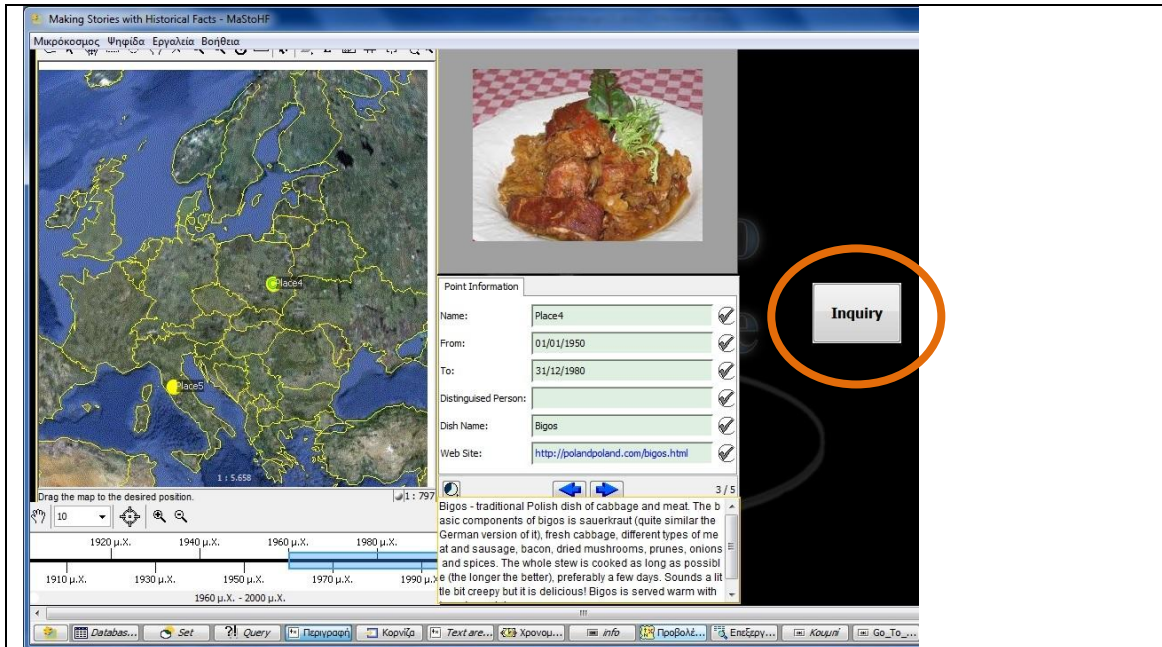 Making Stories with Historical Facts - MaStoHF
Μικρόκοσμος Ψηφίδα Εργαλεία Βοήθεια
Place4
Place5
1 : 5.658
Drag the map to the desired position.
1 : 797
10
1920 μ.Χ. 1940 μ.Χ. 1960 μ.Χ. 1980 μ.Χ.
1910 μ.Χ. 1930 μ.Χ. 1950 μ.Χ. 1970 μ.Χ. 1990 μ.Χ
1960 μ.Χ. - 2000 μ.Χ.
Point Information
Name: Place4
From: 01/01/1950
To: 31/12/1980
Distinguised Person:
Dish Name: Bigos
Web Site: http://polandpoland.com/bigos.html
3 / 5
Bigos - traditional Polish dish of cabbage and meat. The b
asic components of bigos is sauerkraut (quite similar the
German version of it), fresh cabbage, different types of me
at and sausage, bacon, dried mushrooms, prunes, onions
and spices. The whole stew is cooked as long as possibl
e (the longer the better), preferably a few days. Sounds a lit
tle bit creepy but it is delicious! Bigos is served warm with
Inquiry
Databas... Set ?! Query Περιγραφή Κορνίζα Text are... Χρονομ... info Προβολέ... Επεξεργ... Κουμπί Go_To_...